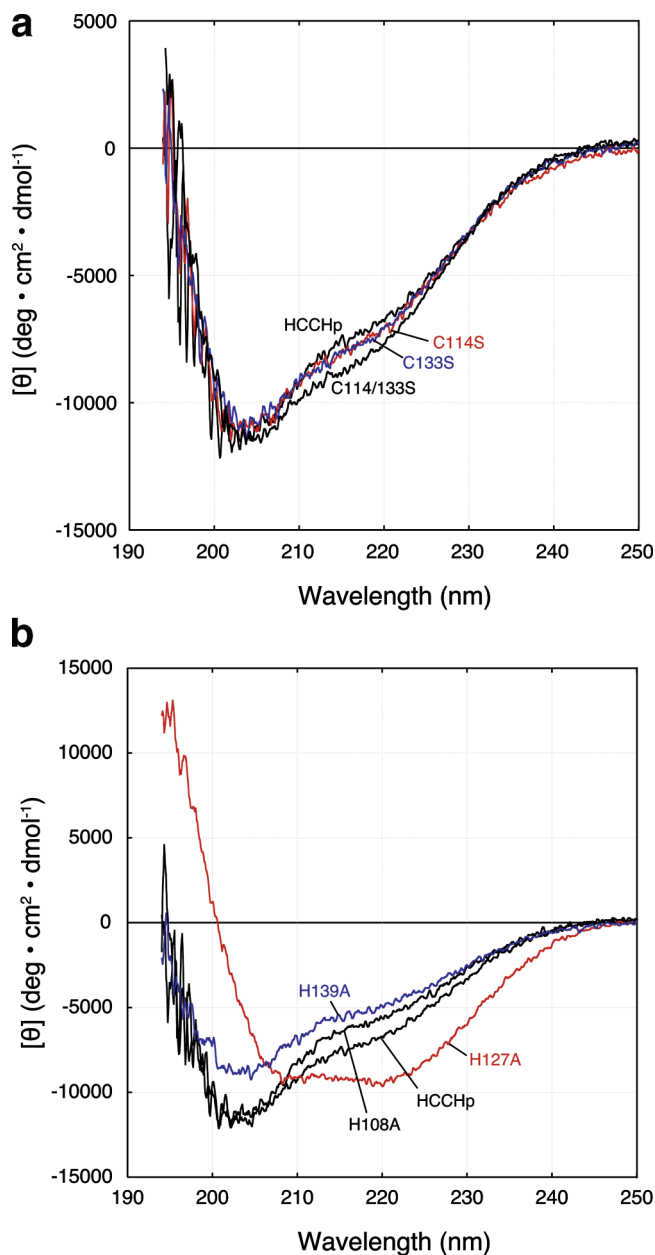 a
5000
0
-5000
-10000
-15000
[θ] (deg • cm² • dmol⁻¹)
HCCHp
C114S
C133S
C114/133S
190 200 210 220 230 240 250
Wavelength (nm)
b
15000
10000
5000
0
-5000
-10000
-15000
[θ] (deg • cm² • dmol⁻¹)
H139A
H127A
HCCHp
H108A
190 200 210 220 230 240 250
Wavelength (nm)